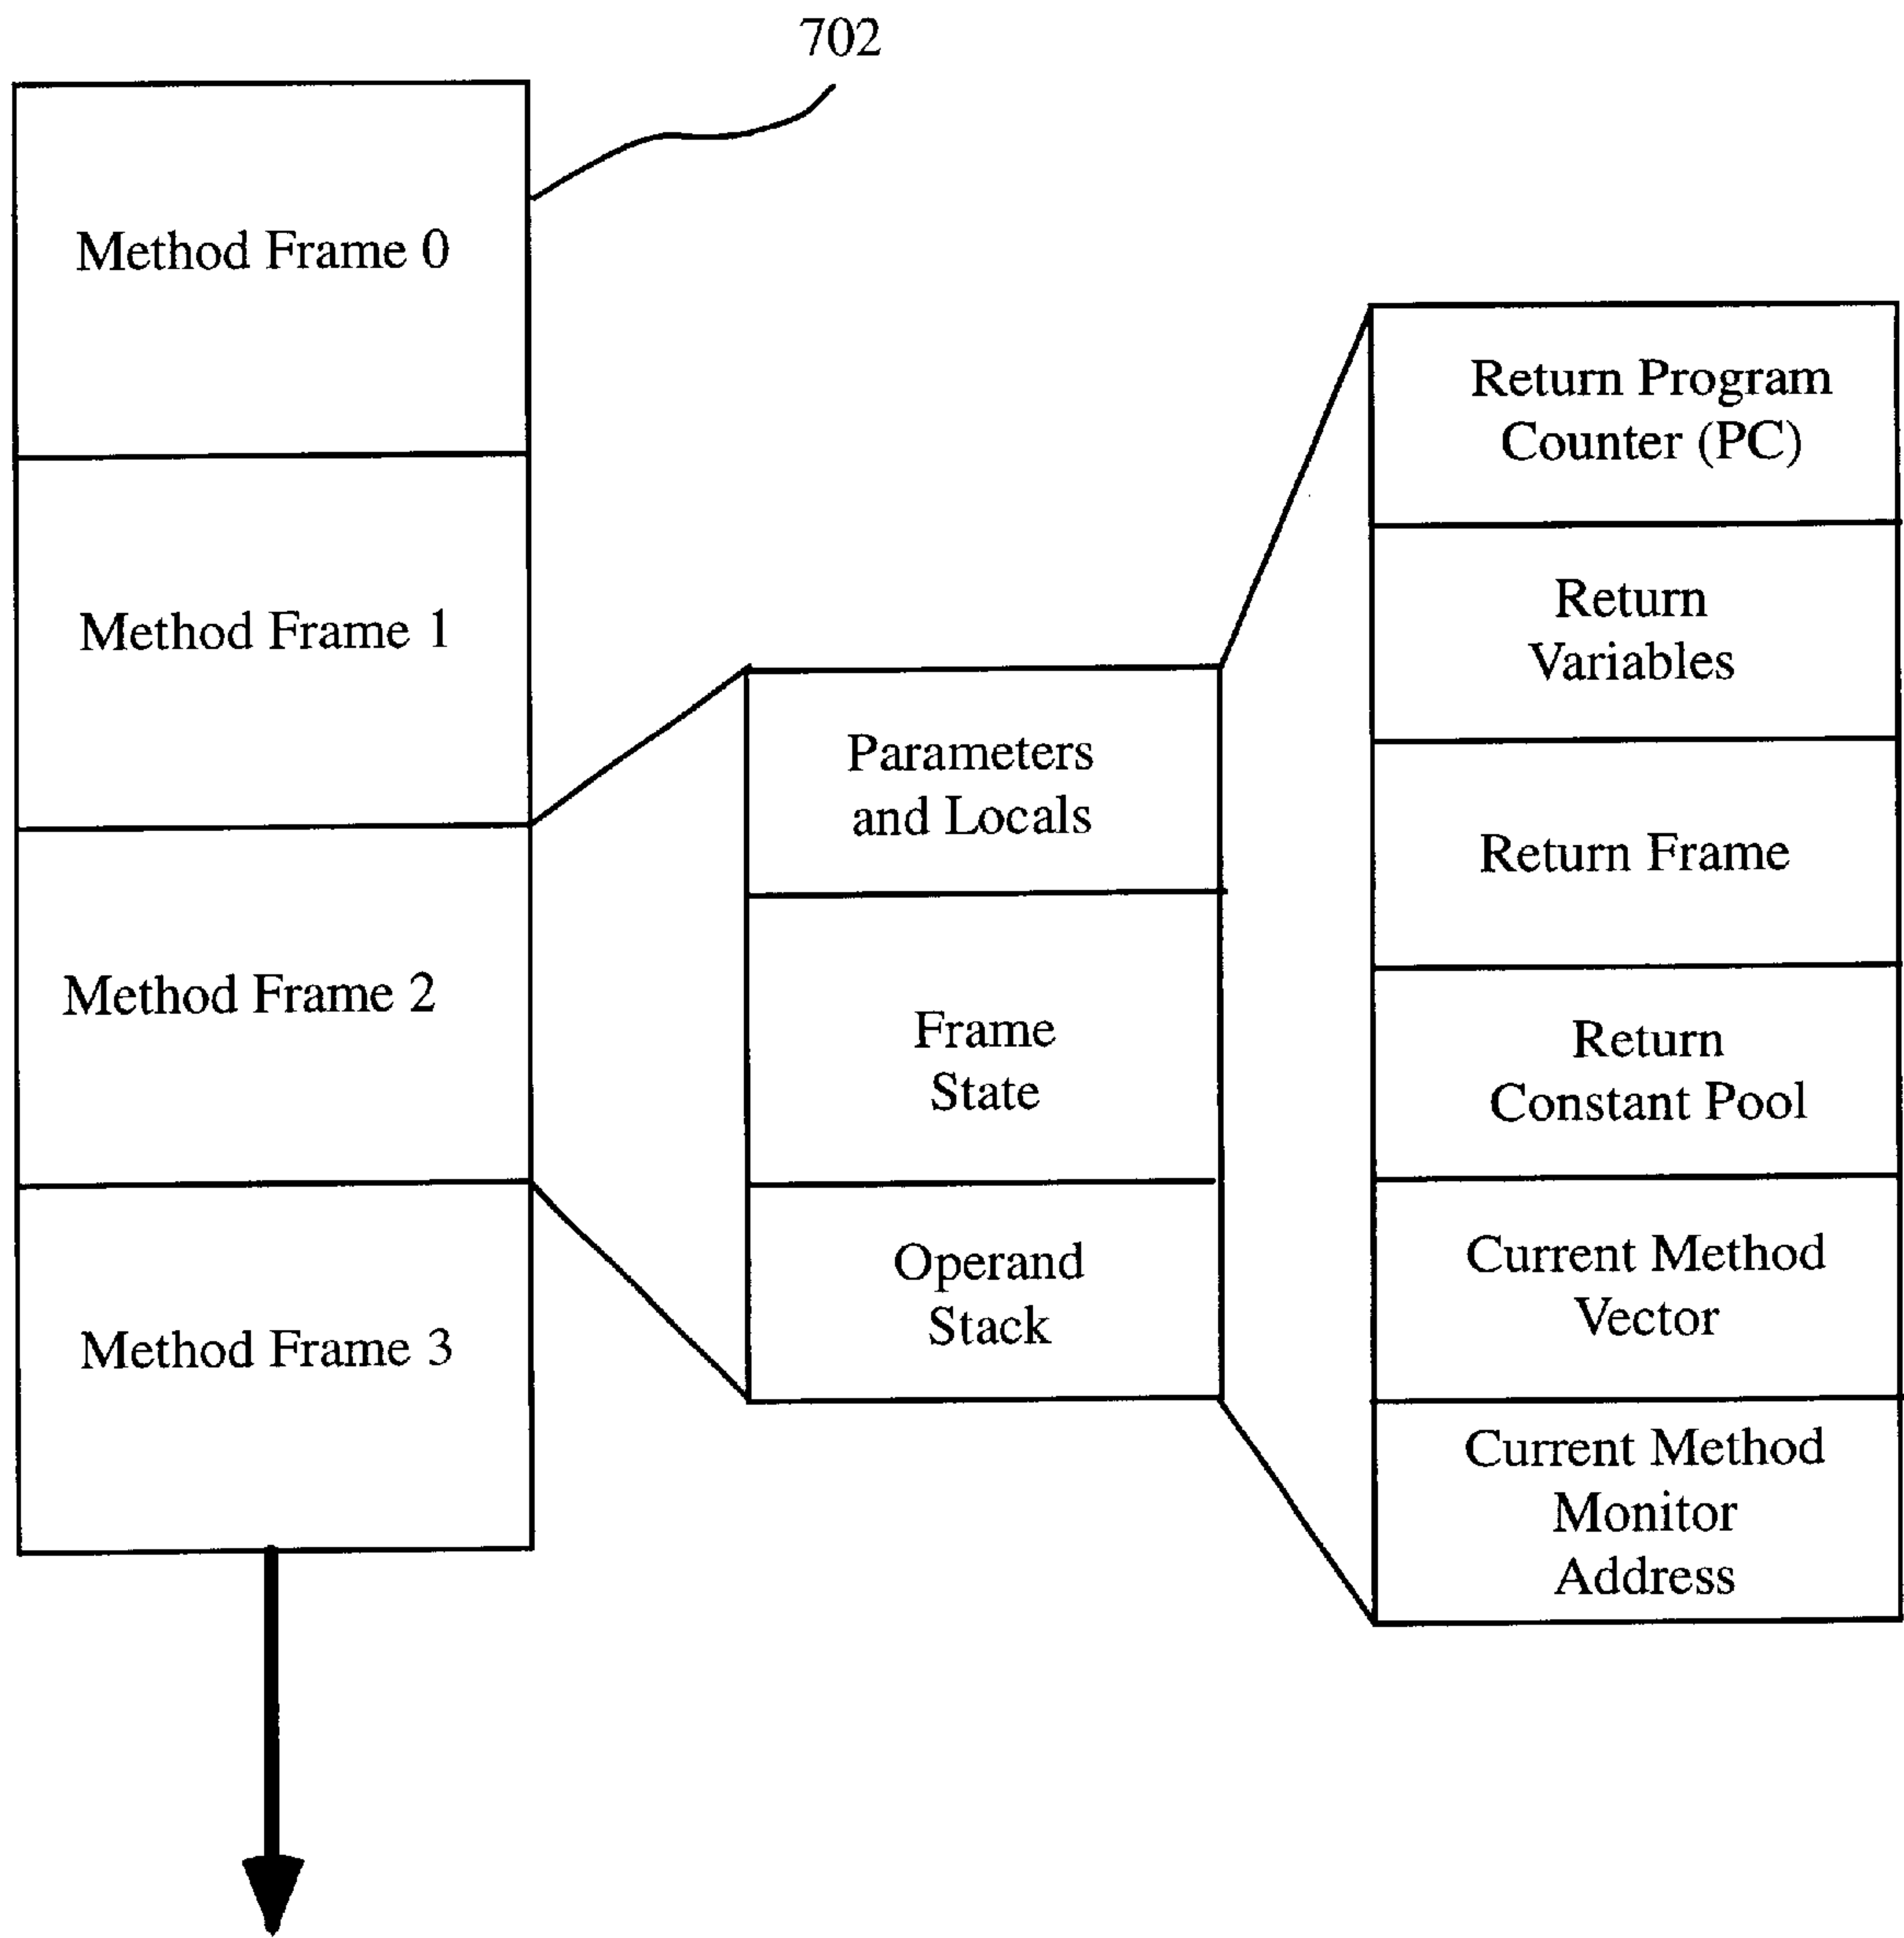 702
Method Frame 0
Method Frame 1
Method Frame 2
Method Frame 3
Parameters
and Locals
Frame
State
Operand
Stack
Return Program
Counter (PC)
Return
Variables
Return Frame
Return
Constant Pool
Current Method
Vector
Current Method
Monitor
Address